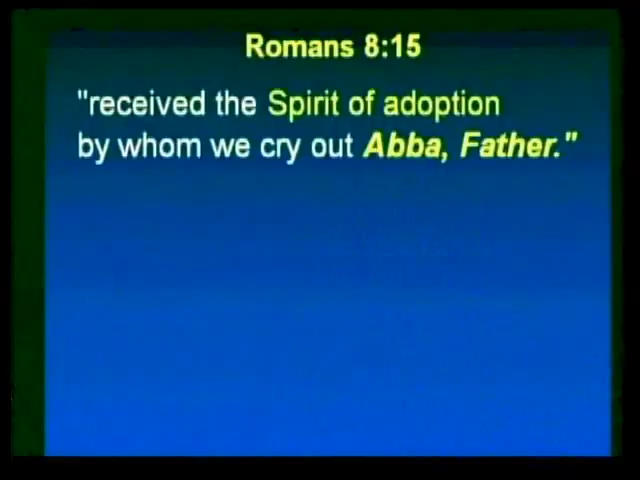 Romans 8:15
"received the Spirit of adoption
by whom we cry out Abba, Father."